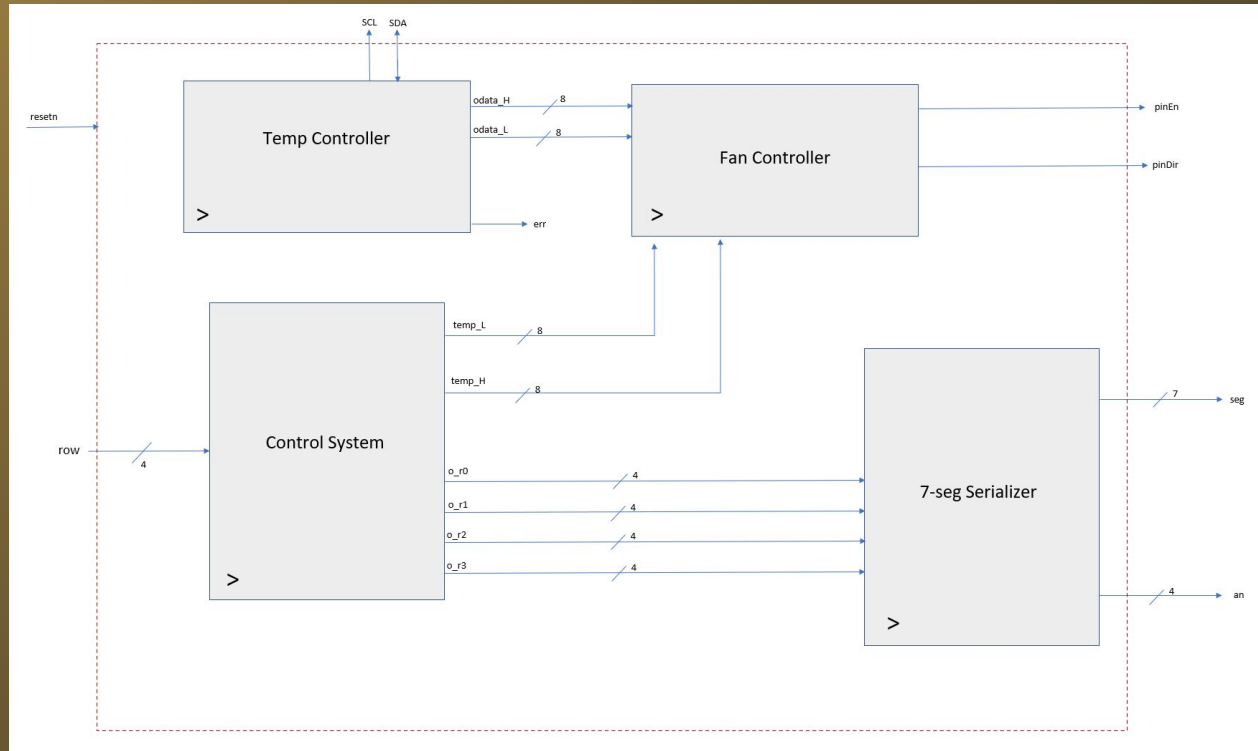 SCL SDA
resetn
odata_H 8
odata_L 8
Temp Controller
Fan Controller
pinEn
pinDir
>
>
err
temp_L 8
temp_H 8
row 4
Control System
o_r0 4
o_r1 4
o_r2 4
o_r3 4
>
7-seg Serializer
7 seg
4 an
>